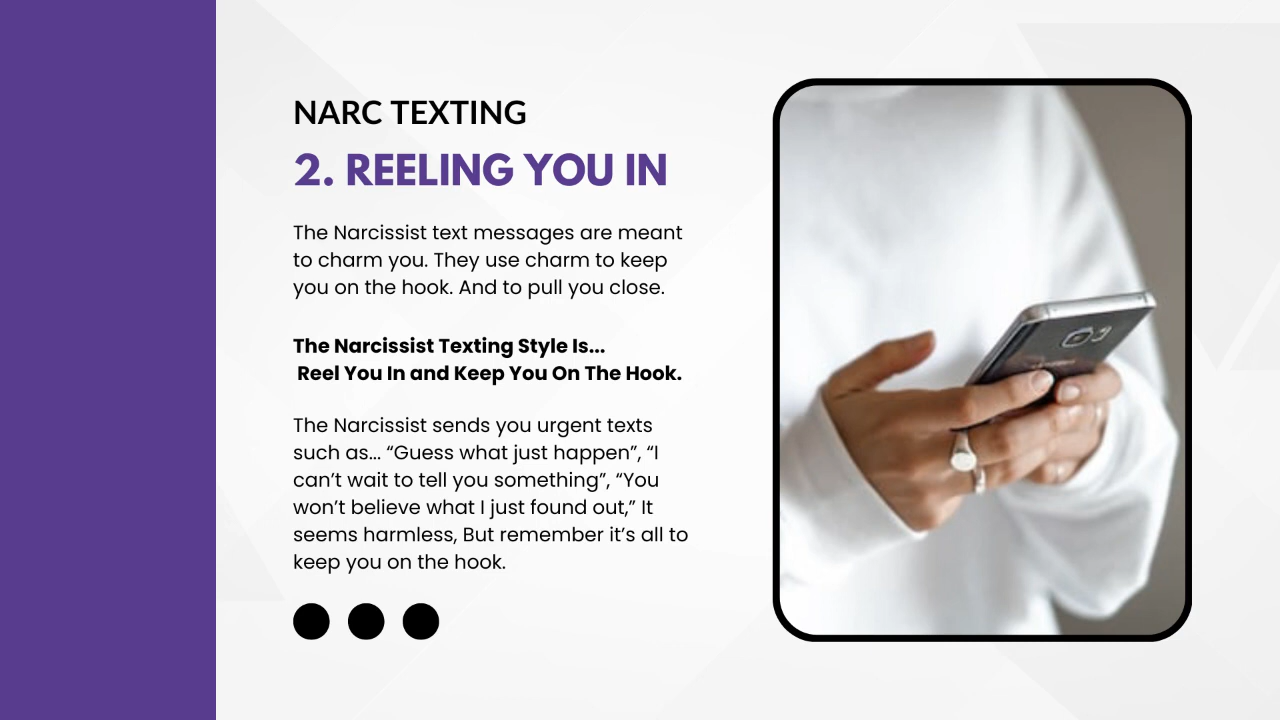 NARC TEXTING
2. REELING YOU IN
The Narcissist text messages are meant
to charm you. They use charm to keep
you on the hook. And to pull you close.
The Narcissist Texting Style Is...
Reel You In and Keep You On The Hook.
The Narcissist sends you urgent texts
such as... “Guess what just happen”, “I
can’t wait to tell you something”, “You
won’t believe what I just found out,” It
seems harmless, But remember it’s all to
keep you on the hook.